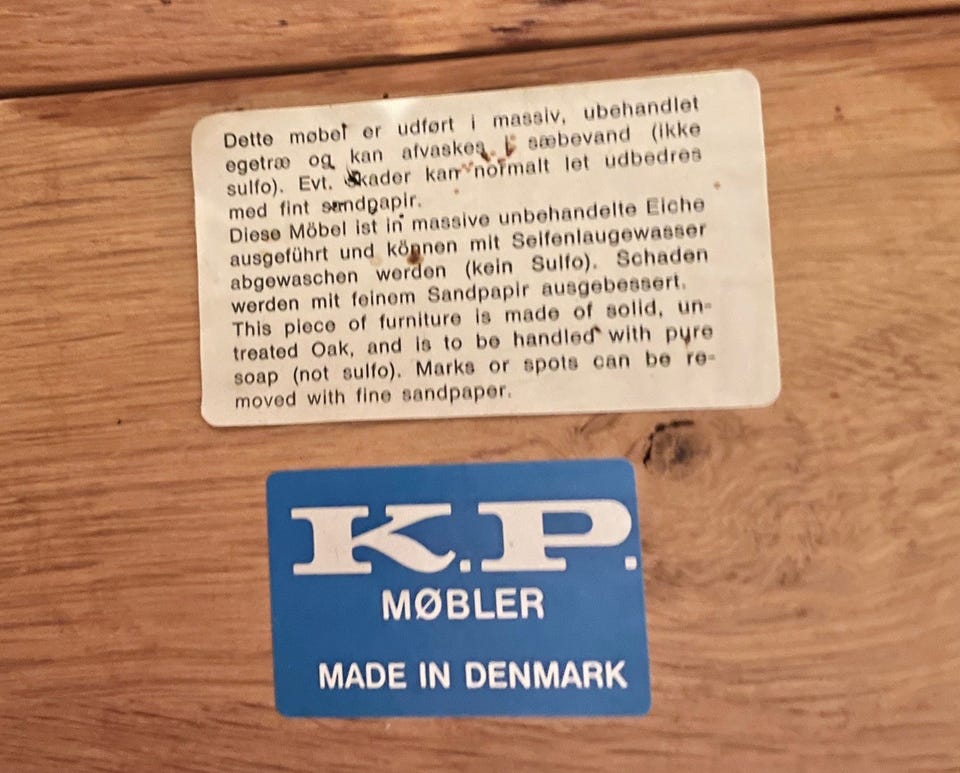 Dette møbel er udført i massiv, ubehandlet
egetræ og kan afvaskes i sæbevand (ikke
sulfo). Evt. skader kan normalt let udbedres
med fint sandpapir.
Diese Möbel ist in massive unbehandelte Eiche
ausgeführt und können mit Seifenlaugewasser
abgewaschen werden (kein Sulfo). Schaden
werden mit feinem Sandpapir ausgebessert.
This piece of furniture is made of solid, un-
treated Oak, and is to be handled with pure
soap (not sulfo). Marks or spots can be re-
moved with fine sandpaper.
K.P.
MØBLER
MADE IN DENMARK